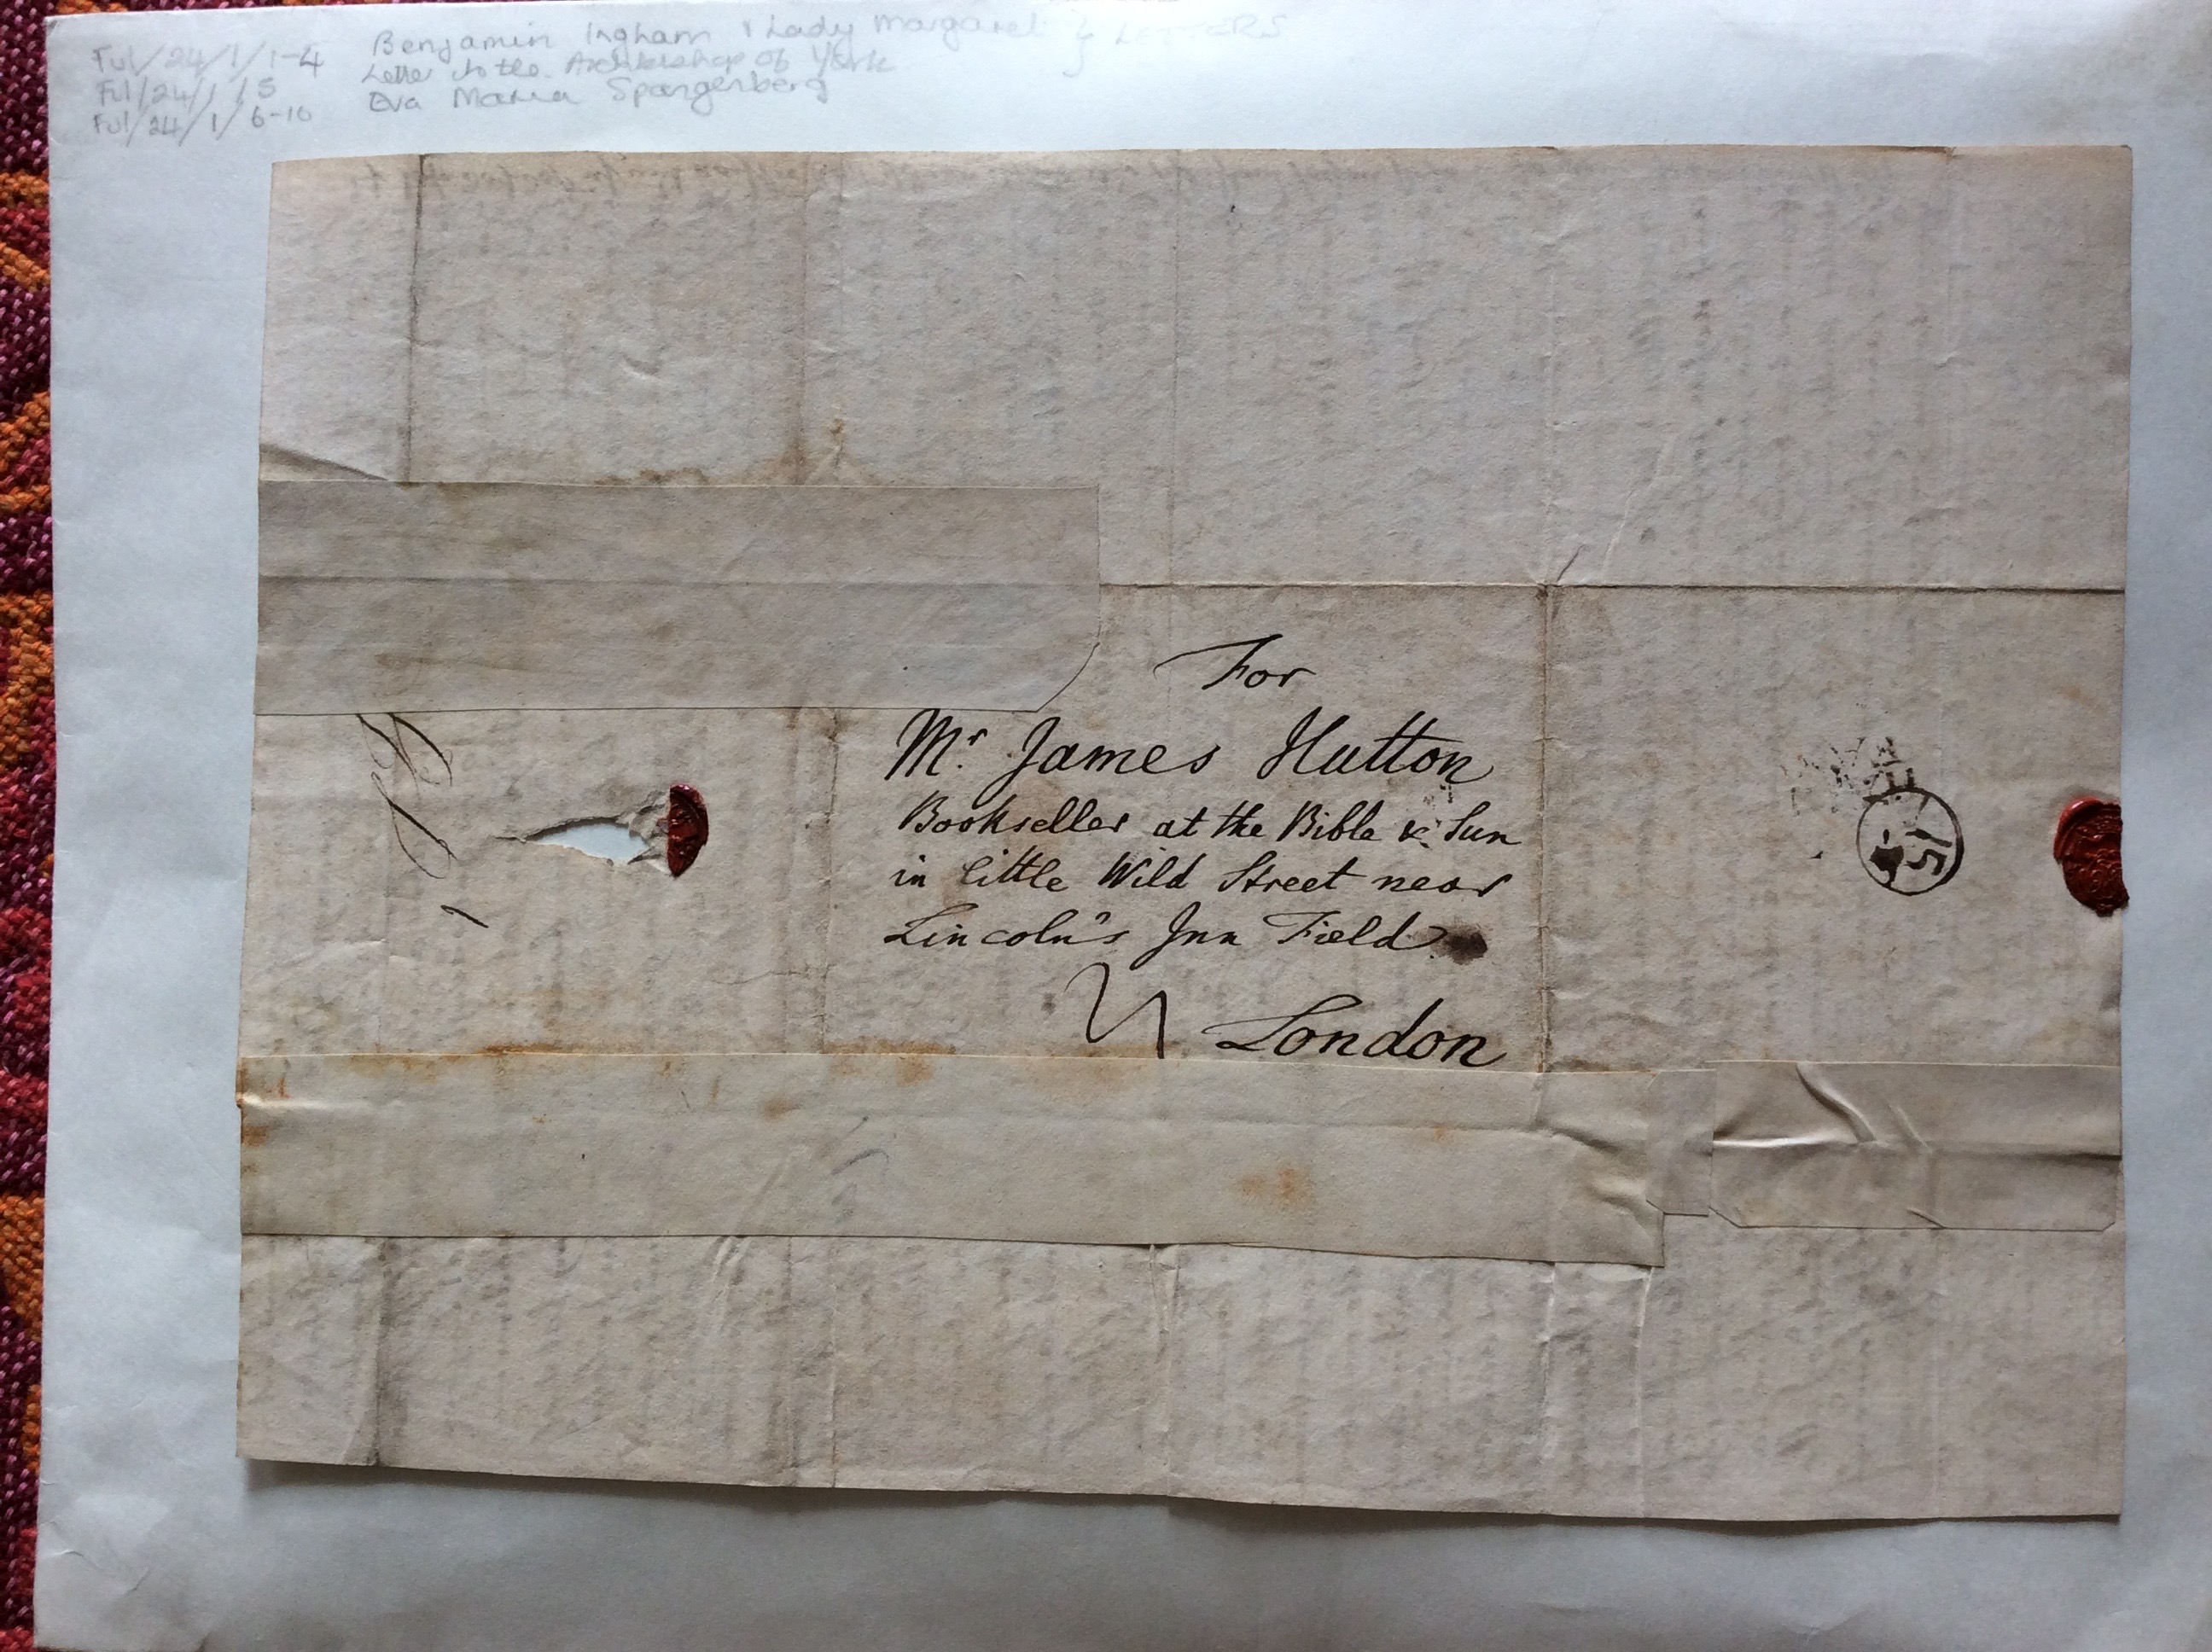 Ful/24/1/1-4 Benjamin Ingham & Lady Margaret } LETTERS
Ful/24/1/5 Letter to the Archbishop of York
Ful/24/1/6-10 Eva Maria Spangenberg
For
Mr. James Hutton
Bookseller at the Bible & Sun
in little Wild Street near
Lincoln's Inn Field
London
15